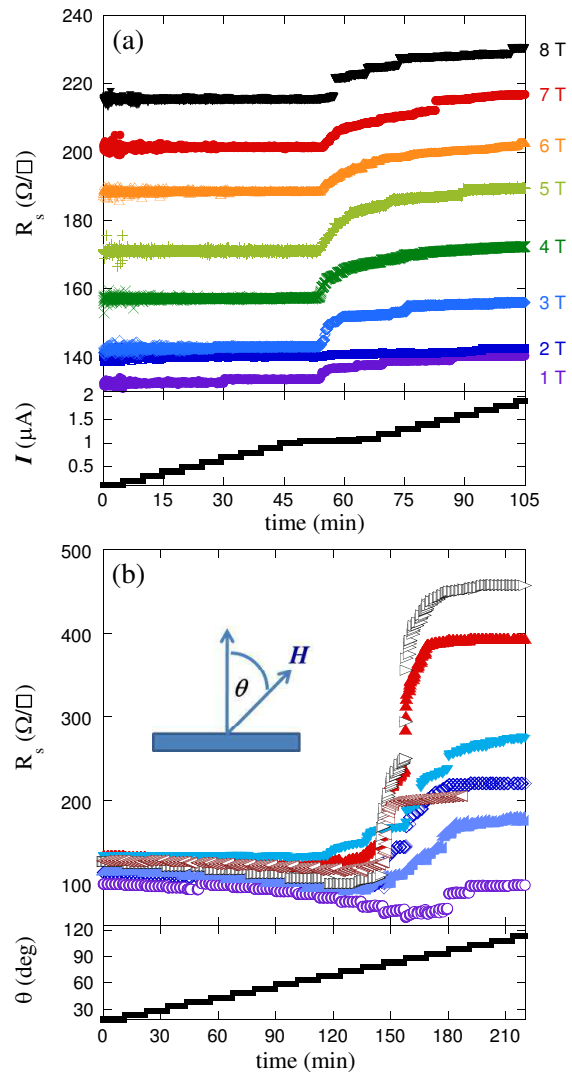 (a)
R_s (Ω/□)
240
220
200
180
160
140
8 T
7 T
6 T
5 T
4 T
3 T
2 T
1 T
I (μA)
2
1.5
1
0.5
0 15 30 45 60 75 90 105
time (min)
(b)
R_s (Ω/□)
500
400
300
200
100
H
θ
θ (deg)
120
90
60
30
0 30 60 90 120 150 180 210
time (min)